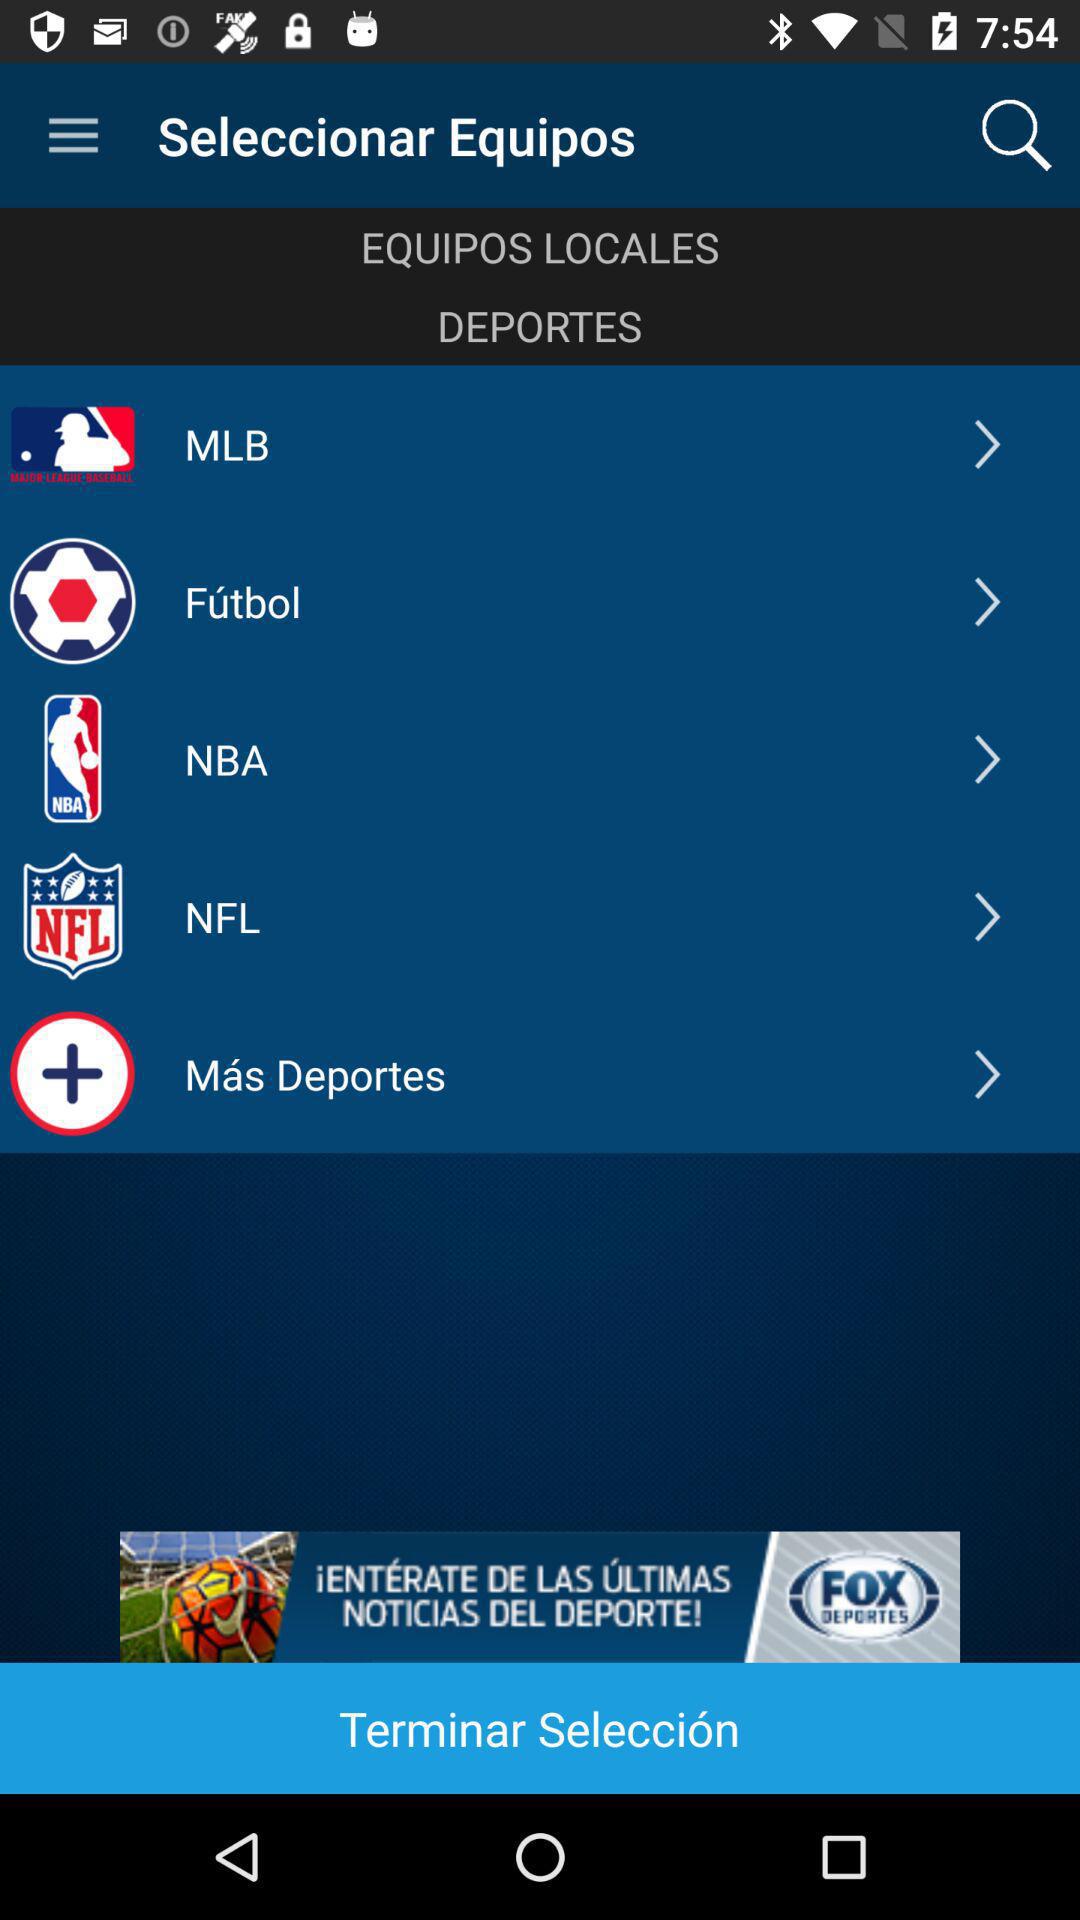 FAKE
7:54
Seleccionar Equipos
EQUIPOS LOCALES
DEPORTES
MAJOR LEAGUE BASEBALL
MLB
Fútbol
NBA
NBA
NFL
NFL
Más Deportes
¡ENTÉRATE DE LAS ÚLTIMAS
NOTICIAS DEL DEPORTE!
FOX
DEPORTES
Terminar Selección